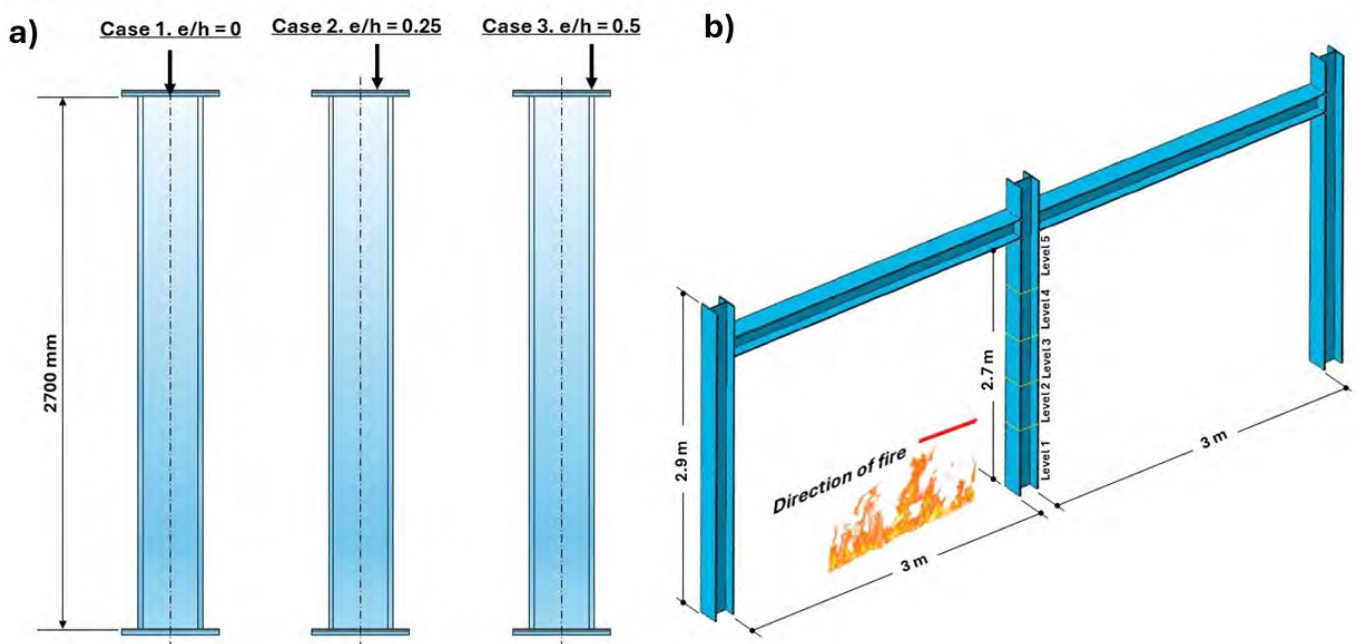 a)
Case 1. e/h = 0
Case 2. e/h = 0.25
Case 3. e/h = 0.5
2700 mm
b)
Level 5
Level 4
Level 3
Level 2
Level 1
2.7 m
2.9 m
Direction of fire
3 m
3 m